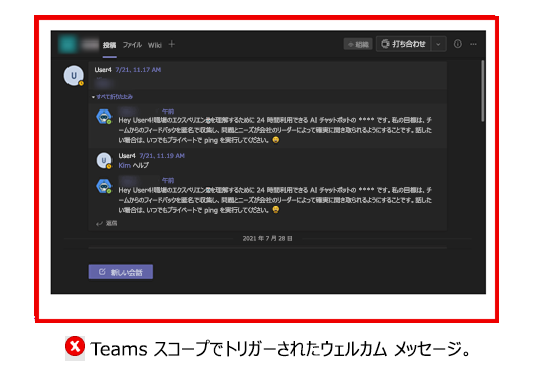 投稿 ファイル Wiki
組織 打ち合わせ
User4 7/21, 11.17 AM
すべて折りたたみ
午前
Hey User4!職場のエクスペリエンスを理解するために 24 時間利用できる AI チャットボットの **** です。私の目標は、チ
ームからのフィードバックを匿名で収集し、問題とニーズが会社のリーダーによって確実に聞き取られるようにすることです。話した
い場合は、いつでもプライベートで ping を実行してください。
User4 7/21, 11.19 AM
Kim ヘルプ
午前
Hey User4!職場のエクスペリエンスを理解するために 24 時間利用できる AI チャットボットの **** です。私の目標は、チ
ームからのフィードバックを匿名で収集し、問題とニーズが会社のリーダーによって確実に聞き取られるようにすることです。話した
い場合は、いつでもプライベートで ping を実行してください。
返信
2021 年 7 月 28 日
新しい会話
Teams スコープでトリガーされたウェルカム メッセージ。